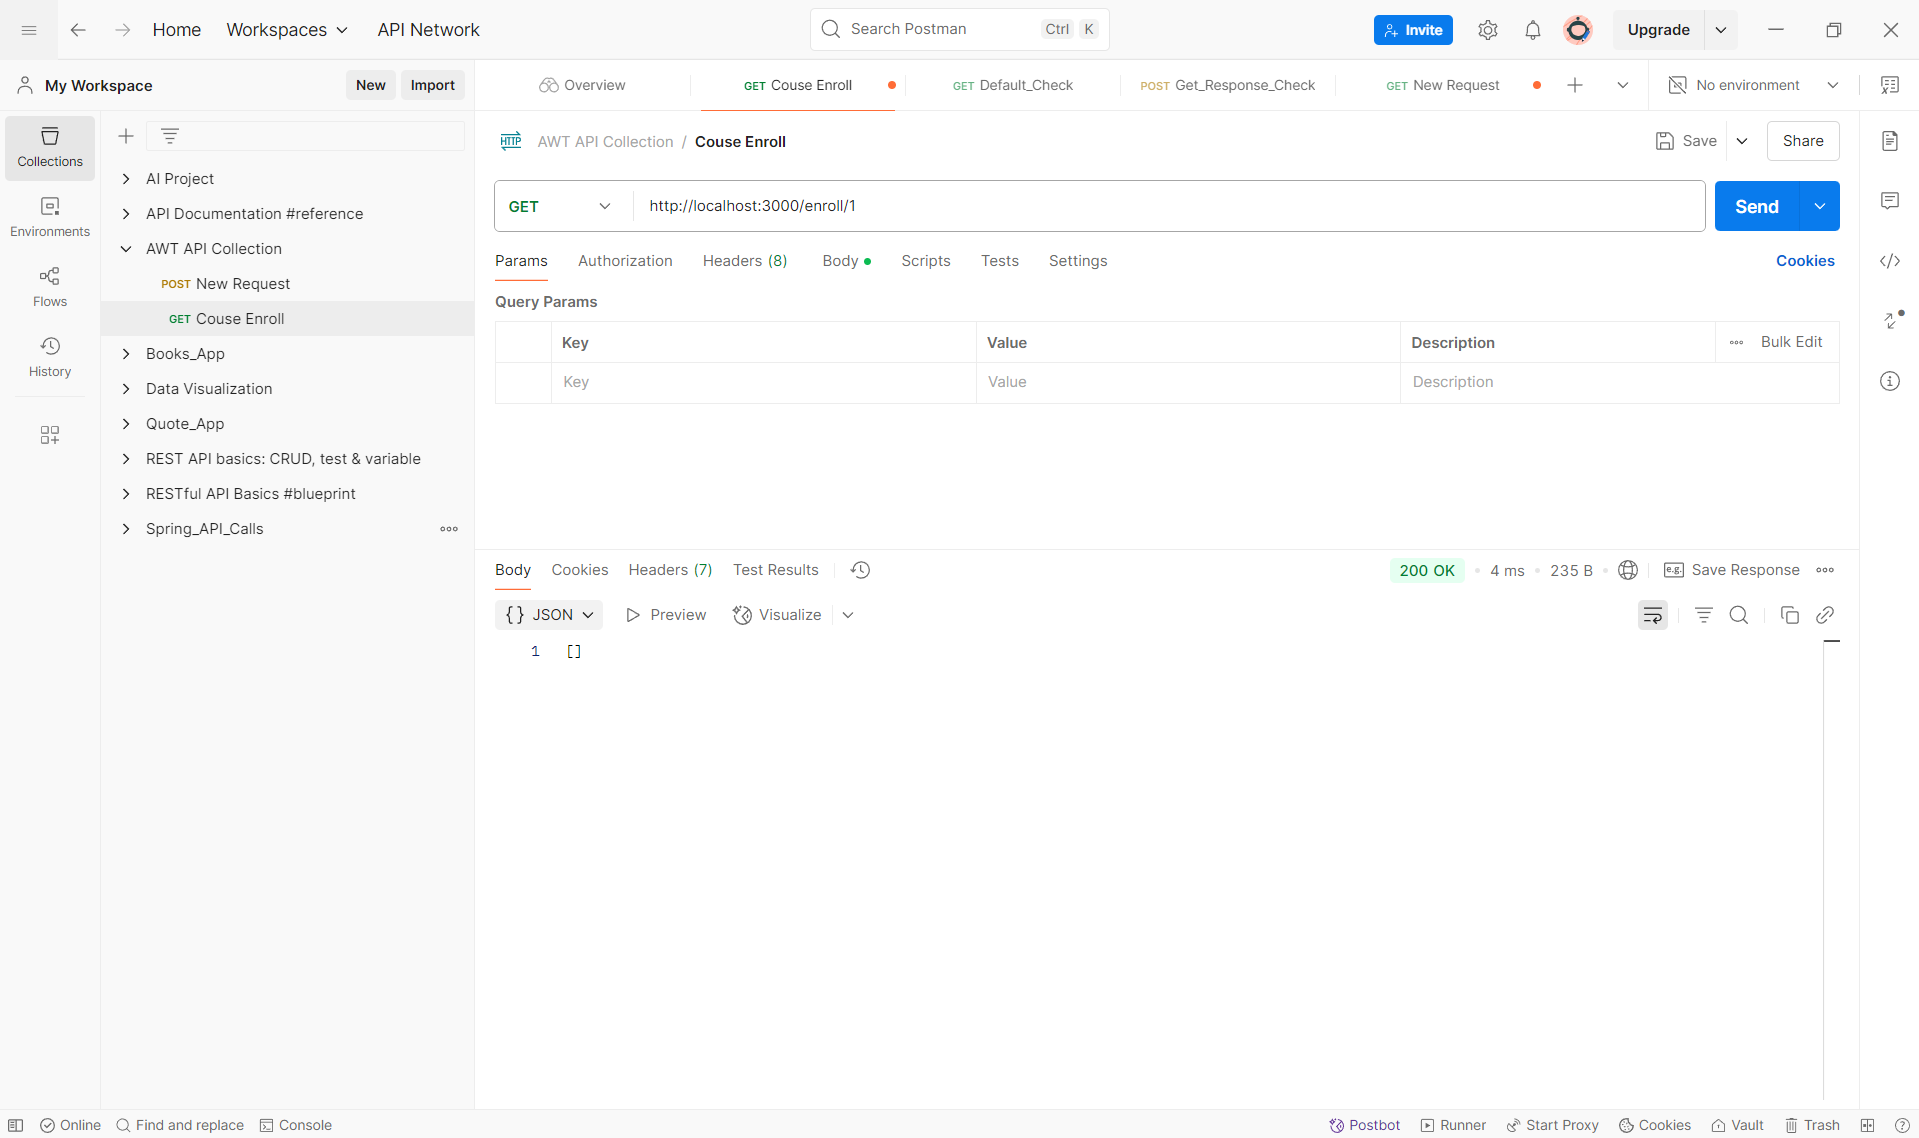 Home Workspaces API Network Search Postman Ctrl K Invite Upgrade
My Workspace New Import Overview GET Couse Enroll GET Default_Check POST Get_Response_Check GET New Request No environment
Collections
Environments
Flows
History
AI Project
API Documentation #reference
AWT API Collection
POST New Request
GET Couse Enroll
Books_App
Data Visualization
Quote_App
REST API basics: CRUD, test & variable
RESTful API Basics #blueprint
Spring_API_Calls
HTTP AWT API Collection / Couse Enroll Save Share
GET http://localhost:3000/enroll/1 Send
Params Authorization Headers (8) Body Scripts Tests Settings Cookies
Query Params
Key Value Description Bulk Edit
Key Value Description
Body Cookies Headers (7) Test Results 200 OK 4 ms 235 B e.g. Save Response
{} JSON Preview Visualize
1 []
Online Find and replace Console Postbot Runner Start Proxy Cookies Vault Trash